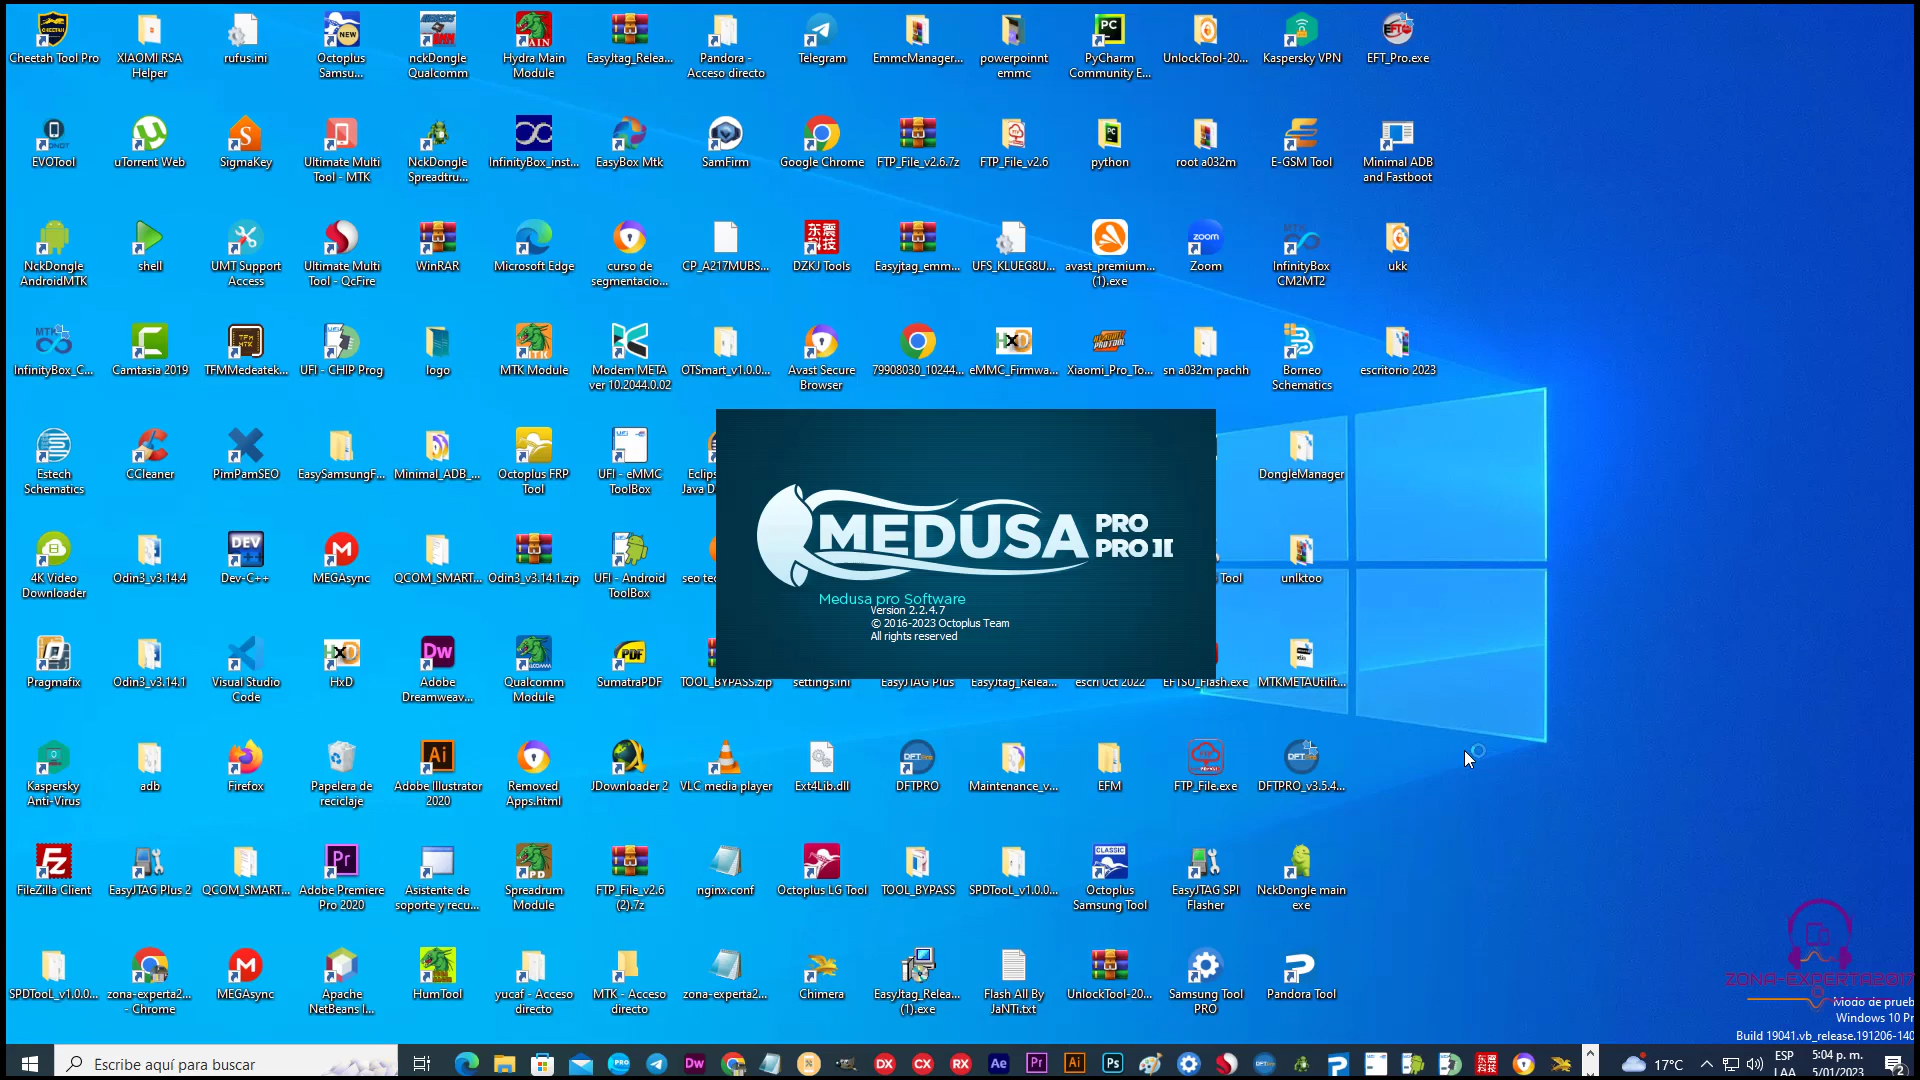 Cheetah Tool Pro
XIAOMI RSA
Helper
rufus.ini
Octoplus
Samsu...
nckDongle
Qualcomm
Hydra Main
Module
EasyJtag_Relea...
Pandora -
Acceso directo
Telegram
EmmcManager...
powerpoinnt
emmc
PyCharm
Community E...
UnlockTool-20...
Kaspersky VPN
EFT_Pro.exe
EVOTool
uTorrent Web
SigmaKey
Ultimate Multi
Tool - MTK
NckDongle
Spreadtru...
InfinityBox_inst...
EasyBox Mtk
SamFirm
Google Chrome
FTP_File_v2.6.7z
FTP_File_v2.6
python
root a032m
E-GSM Tool
Minimal ADB
and Fastboot
NckDongle
AndroidMTK
shell
UMT Support
Access
Ultimate Multi
Tool - QcFire
WinRAR
Microsoft Edge
curso de
segmentacio...
CP_A217MUBS...
DZKJ Tools
Easyjtag_emm...
UFS_KLUEG8U...
avast_premium...
(1).exe
Zoom
InfinityBox
CM2MT2
ukk
InfinityBox_C...
Camtasia 2019
TFMMedeatek...
UFI - CHIP Prog
logo
MTK Module
Modem META
ver 10.2044.0.02
OTSmart_v1.0.0...
Avast Secure
Browser
79908030_10244...
eMMC_Firmwa...
Xiaomi_Pro_To...
sn a032m pachh
Borneo
Schematics
escritorio 2023
Estech
Schematics
CCleaner
PimPamSEO
EasySamsungF...
Minimal_ADB_...
Octoplus FRP
Tool
UFI - eMMC
ToolBox
Eclip
Java D
DongleManager
MEDUSA PRO
PRO II
Medusa pro Software
Version 2.2.4.7
© 2016-2023 Octoplus Team
All rights reserved
4K Video
Downloader
Odin3_v3.14.4
Dev-C++
MEGAsync
QCOM_SMART...
Odin3_v3.14.1.zip
UFI - Android
ToolBox
seo tec
Tool
unlktoo
Pragmafix
Odin3_v3.14.1
Visual Studio
Code
HxD
Adobe
Dreamweav...
Qualcomm
Module
SumatraPDF
TOOL_BYPASS.zip
settings.ini
EasyJTAG Plus
EasyJtag_Relea...
escri 0ct 2022
EFTSU_Flash.exe
MTKMETAUtilit...
Kaspersky
Anti-Virus
adb
Firefox
Papelera de
reciclaje
Adobe Illustrator
2020
Removed
Apps.html
JDownloader 2
VLC media player
Ext4Lib.dll
DFTPRO
Maintenance_v...
EFM
FTP_File.exe
DFTPRO_v3.5.4...
FileZilla Client
EasyJTAG Plus 2
QCOM_SMART...
Adobe Premiere
Pro 2020
Asistente de
soporte y recu...
Spreadrum
Module
FTP_File_v2.6
(2).7z
nginx.conf
Octoplus LG Tool
TOOL_BYPASS
SPDTooL_v1.0.0...
Octoplus
Samsung Tool
EasyJTAG SPI
Flasher
NckDongle main
exe
SPDTooL_v1.0.0...
zona-experta2...
- Chrome
MEGAsync
Apache
NetBeans I...
HumTool
yucaf - Acceso
directo
MTK - Acceso
directo
zona-experta2...
Chimera
EasyJtag_Relea...
(1).exe
Flash All By
JaNTi.txt
UnlockTool-20...
Samsung Tool
PRO
Pandora Tool
ZONA-EXPERTA2017
Modo de prueb
Windows 10 Pr
Build 19041.vb_release.191206-140
Escribe aquí para buscar
17°C
ESP
LAA
5:04 p. m.
5/01/2023
2